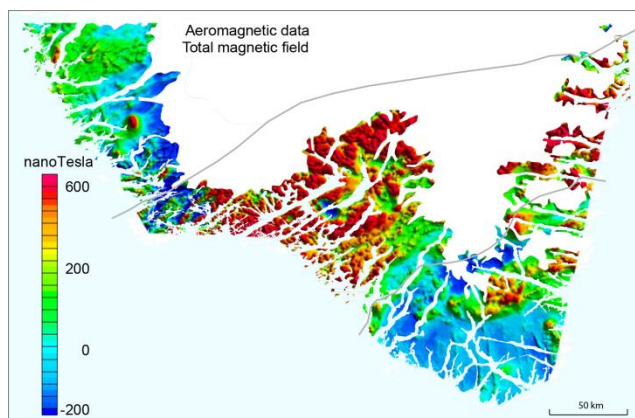 Aeromagnetic data
Total magnetic field
nanoTesla
600
200
0
-200
50 km